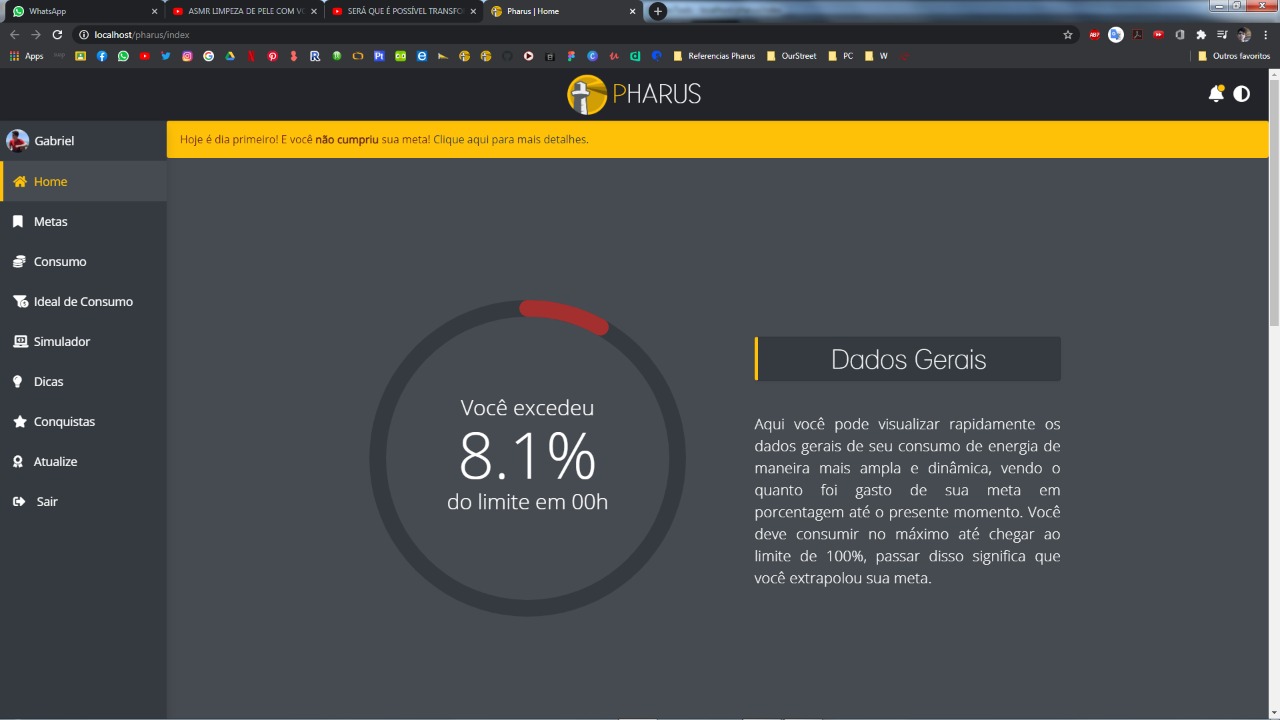 WhatsApp
ASMR LIMPEZA DE PELE COM VO
SERÁ QUE É POSSÍVEL TRANSFO
Pharus | Home
localhost/pharus/index
Apps
Referencias Pharus
OurStreet
PC
W
Outros favoritos
PHARUS
Gabriel
Hoje é dia primeiro! E você não cumpriu sua meta! Clique aqui para mais detalhes.
Home
Metas
Consumo
Ideal de Consumo
Simulador
Dicas
Conquistas
Atualize
Sair
Você excedeu
8.1%
do limite em 00h
Dados Gerais
Aqui você pode visualizar rapidamente os
dados gerais de seu consumo de energia de
maneira mais ampla e dinâmica, vendo o
quanto foi gasto de sua meta em
porcentagem até o presente momento. Você
deve consumir no máximo até chegar ao
limite de 100%, passar disso significa que
você extrapolou sua meta.